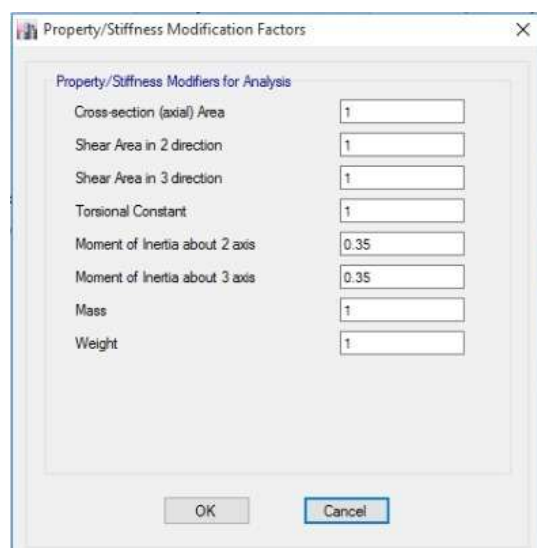 Property/Stiffness Modification Factors
Property/Stiffness Modifiers for Analysis
Cross-section (axial) Area 1
Shear Area in 2 direction 1
Shear Area in 3 direction 1
Torsional Constant 1
Moment of Inertia about 2 axis 0.35
Moment of Inertia about 3 axis 0.35
Mass 1
Weight 1
OK Cancel